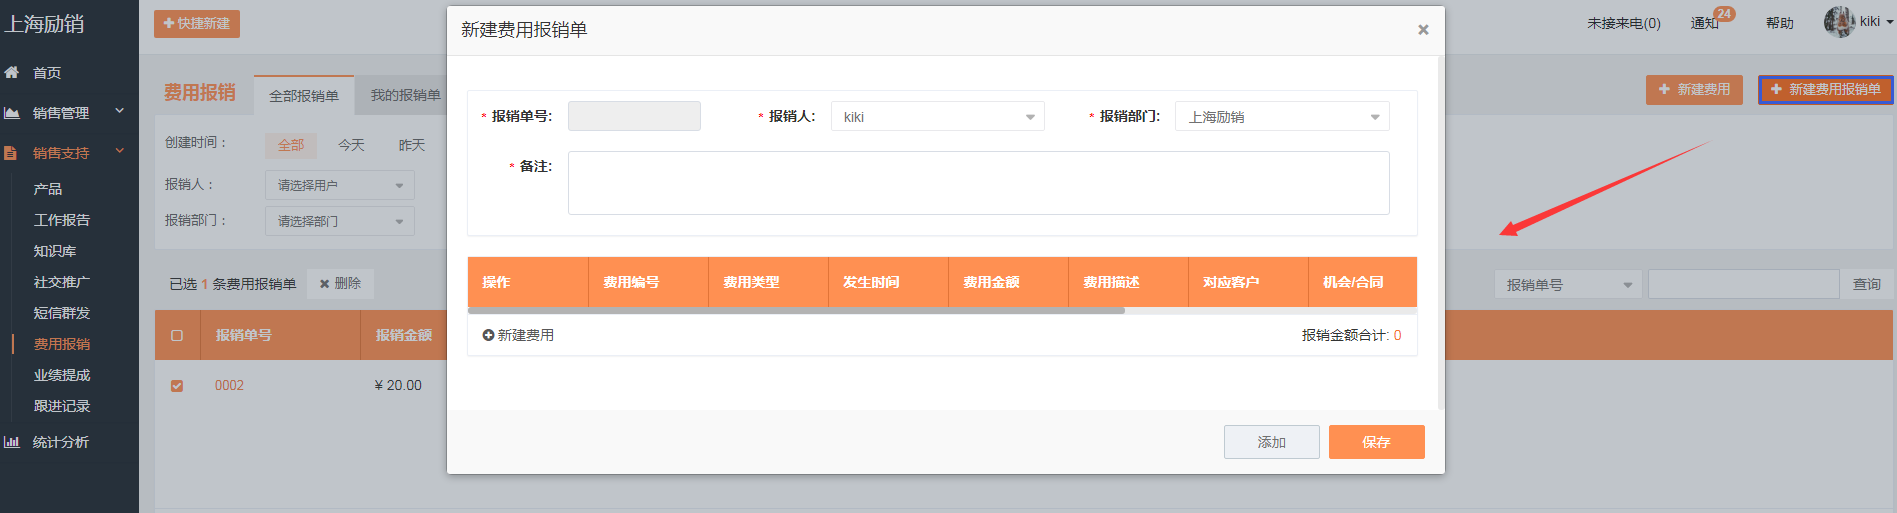 上海励销
快捷新建
未接来电(0)
通知
24
帮助
kiki
首页
销售管理
销售支持
产品
工作报告
知识库
社交推广
短信群发
费用报销
业绩提成
跟进记录
统计分析
费用报销
全部报销单
我的报销单
新建费用
新建费用报销单
创建时间：
全部
今天
昨天
报销人：
请选择用户
报销部门：
请选择部门
已选 1 条费用报销单
删除
报销单号
查询
报销单号
报销金额
0002
¥ 20.00
新建费用报销单
* 报销单号:
* 报销人:
kiki
* 报销部门:
上海励销
* 备注:
操作
费用编号
费用类型
发生时间
费用金额
费用描述
对应客户
机会/合同
新建费用
报销金额合计: 0
添加
保存